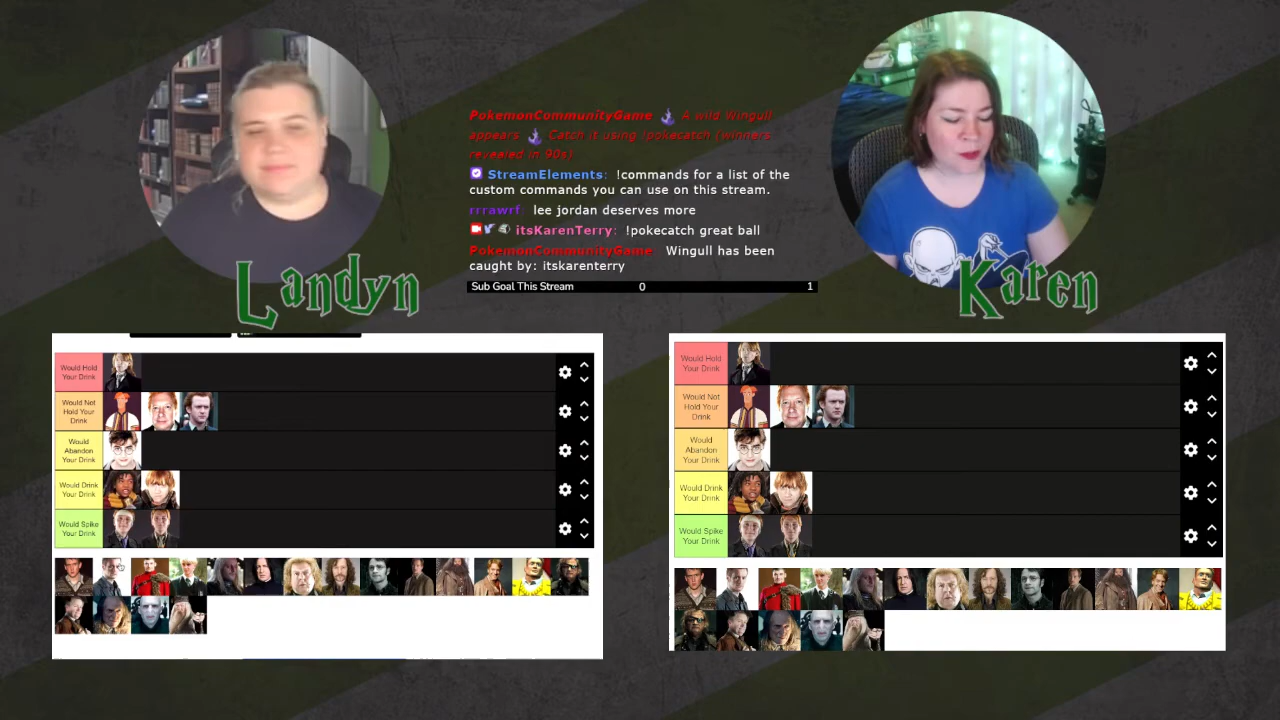 PokemonCommunityGame A wild Wingull
appears Catch it using !pokecatch (winners
revealed in 90s)
StreamElements: !commands for a list of the
custom commands you can use on this stream.
rrrawrf: lee jordan deserves more
itsKarenTerry: !pokecatch great ball
PokemonCommunityGame Wingull has been
caught by: itskarenterry
Sub Goal This Stream 0 1
Landyn
Karen
Would Hold
Your Drink
Would Not
Hold Your
Drink
Would
Abandon
Your Drink
Would Drink
Your Drink
Would Spike
Your Drink
Would Hold
Your Drink
Would Not
Hold Your
Drink
Would
Abandon
Your Drink
Would Drink
Your Drink
Would Spike
Your Drink